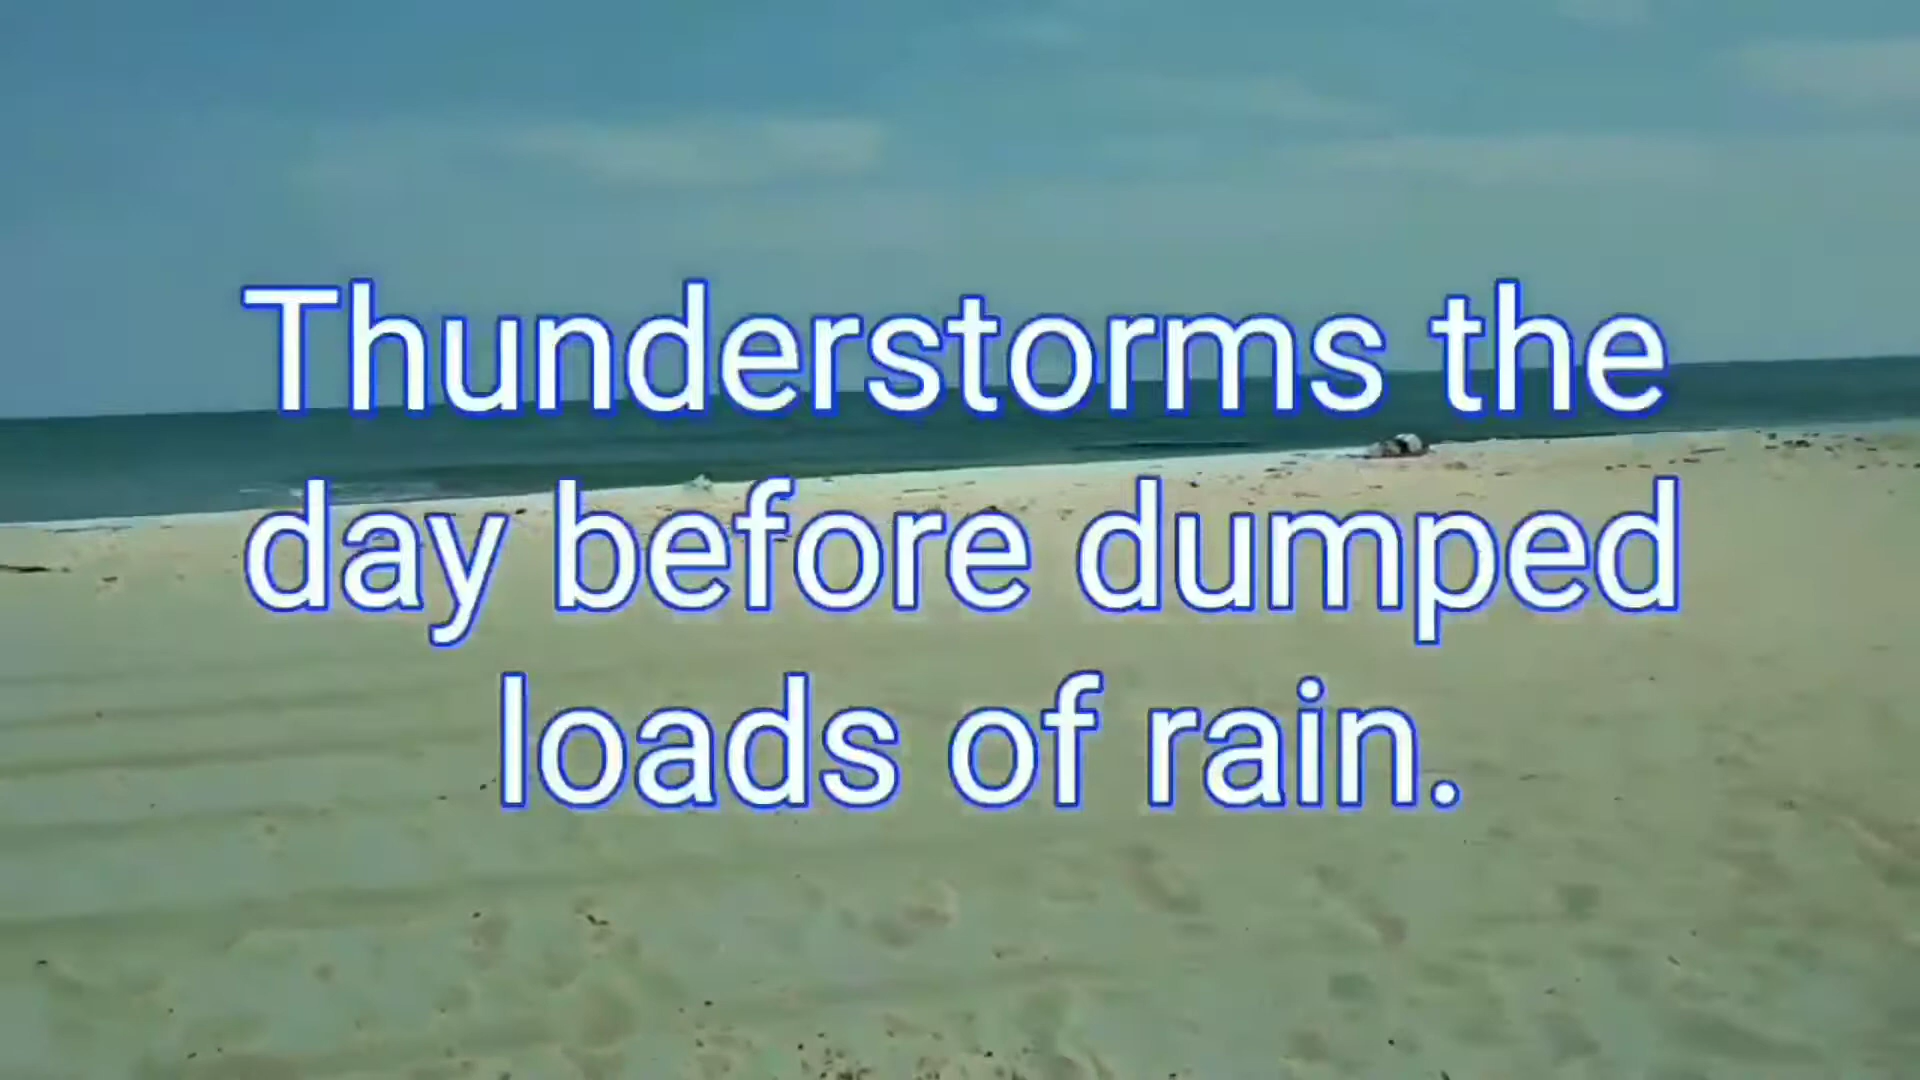 Thunderstorms the
day before dumped
loads of rain.